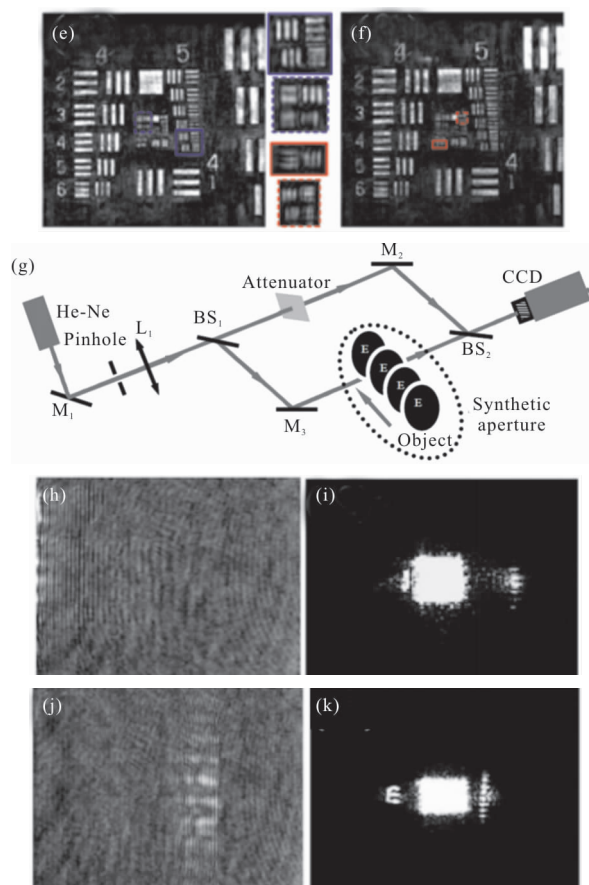 (e)
4 5
2
3
4
5
6
4
1
(f)
4 5
2
3
4
5
6
4
1
(g)
He-Ne
Pinhole
L1
M1
BS1
Attenuator
M2
CCD
BS2
M3
E E E E
Object
Synthetic
aperture
(h)
(i)
(j)
(k)